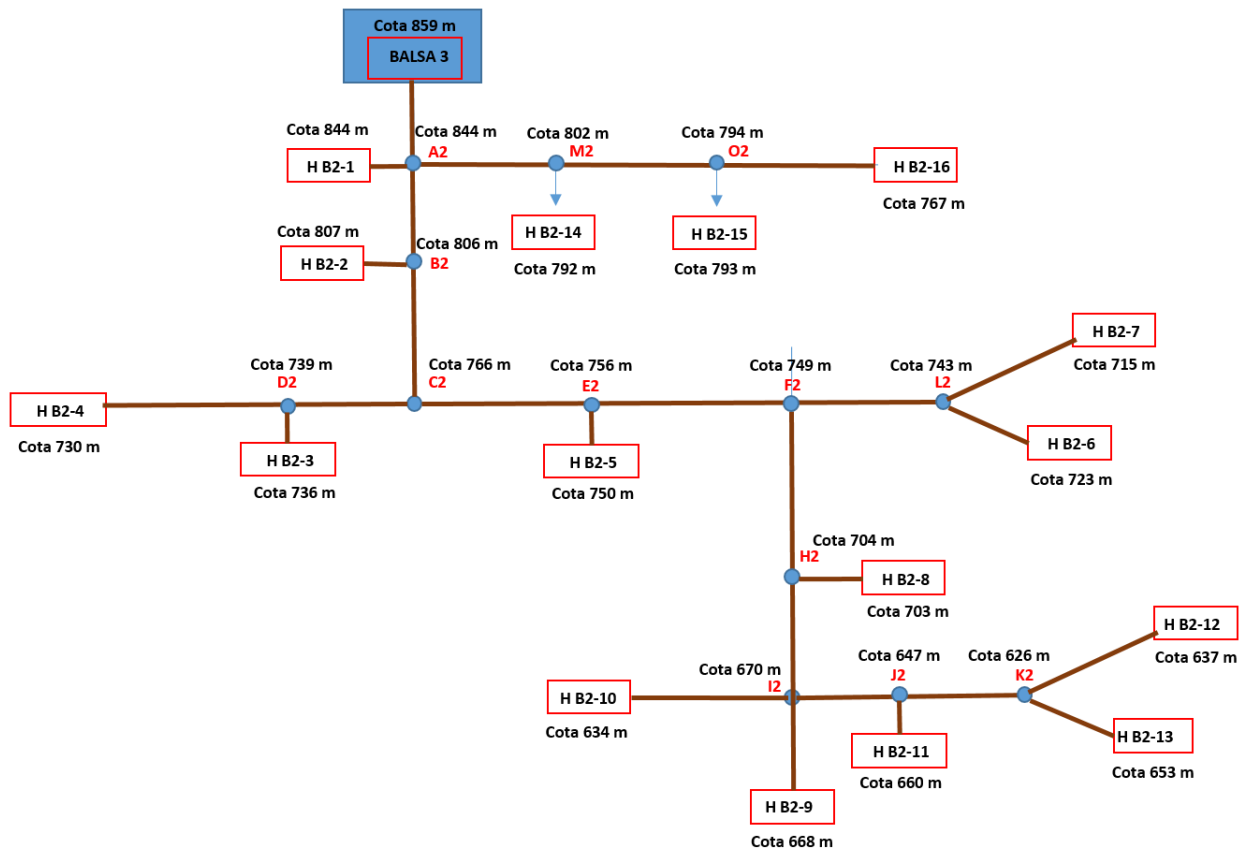 Cota 859 m
BALSA 3
Cota 844 m
Cota 844 m
Cota 802 m
Cota 794 m
A2
M2
O2
H B2-1
H B2-16
Cota 767 m
H B2-14
H B2-15
Cota 792 m
Cota 793 m
Cota 807 m
Cota 806 m
H B2-2
B2
H B2-7
Cota 715 m
Cota 739 m
Cota 766 m
Cota 756 m
Cota 749 m
Cota 743 m
D2
C2
E2
F2
L2
H B2-4
Cota 730 m
H B2-3
Cota 736 m
H B2-5
Cota 750 m
H B2-6
Cota 723 m
Cota 704 m
H2
H B2-8
Cota 703 m
H B2-12
Cota 637 m
Cota 670 m
Cota 647 m
Cota 626 m
I2
J2
K2
H B2-10
Cota 634 m
H B2-11
Cota 660 m
H B2-13
Cota 653 m
H B2-9
Cota 668 m